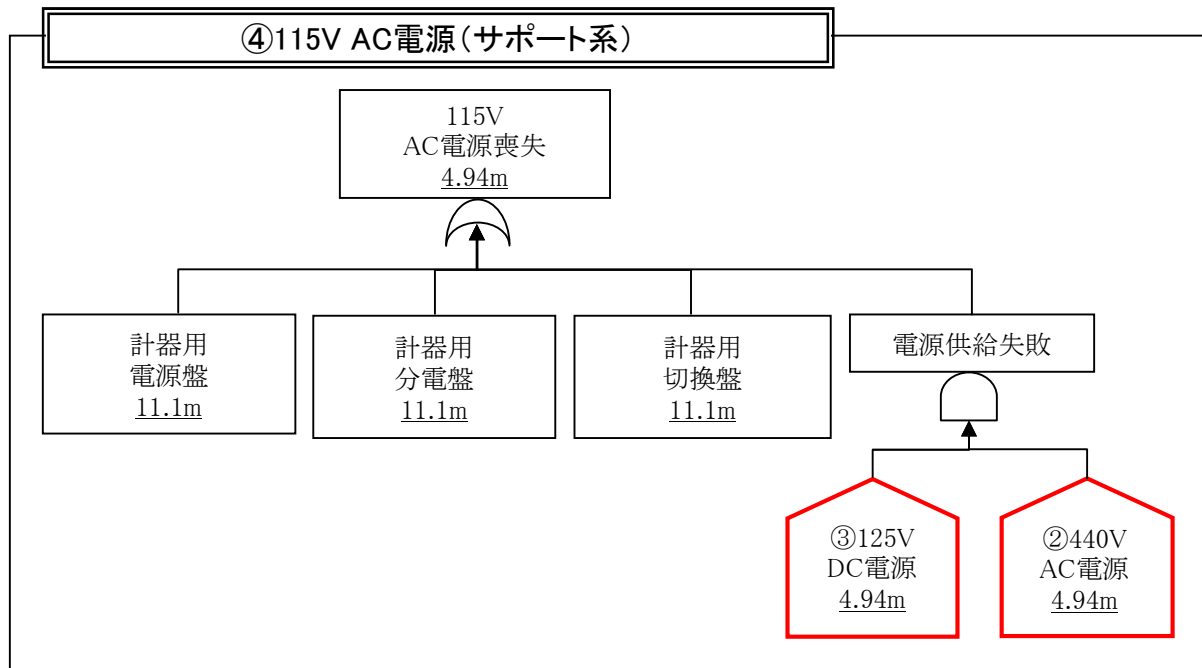 ④115V AC電源(サポート系)
115V
AC電源喪失
4.94m
計器用
電源盤
11.1m
計器用
分電盤
11.1m
計器用
切換盤
11.1m
電源供給失敗
③125V
DC電源
4.94m
②440V
AC電源
4.94m